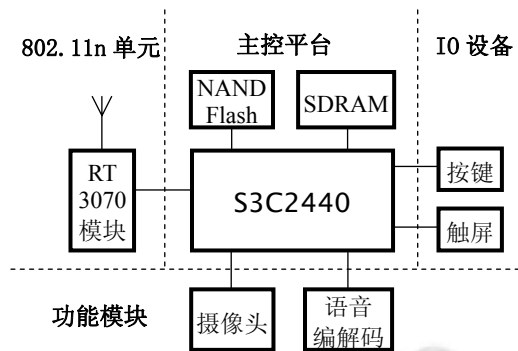 802.11n 单元
主控平台
IO 设备
NAND
Flash
SDRAM
RT
3070
模块
S3C2440
按键
触屏
功能模块
摄像头
语音
编解码